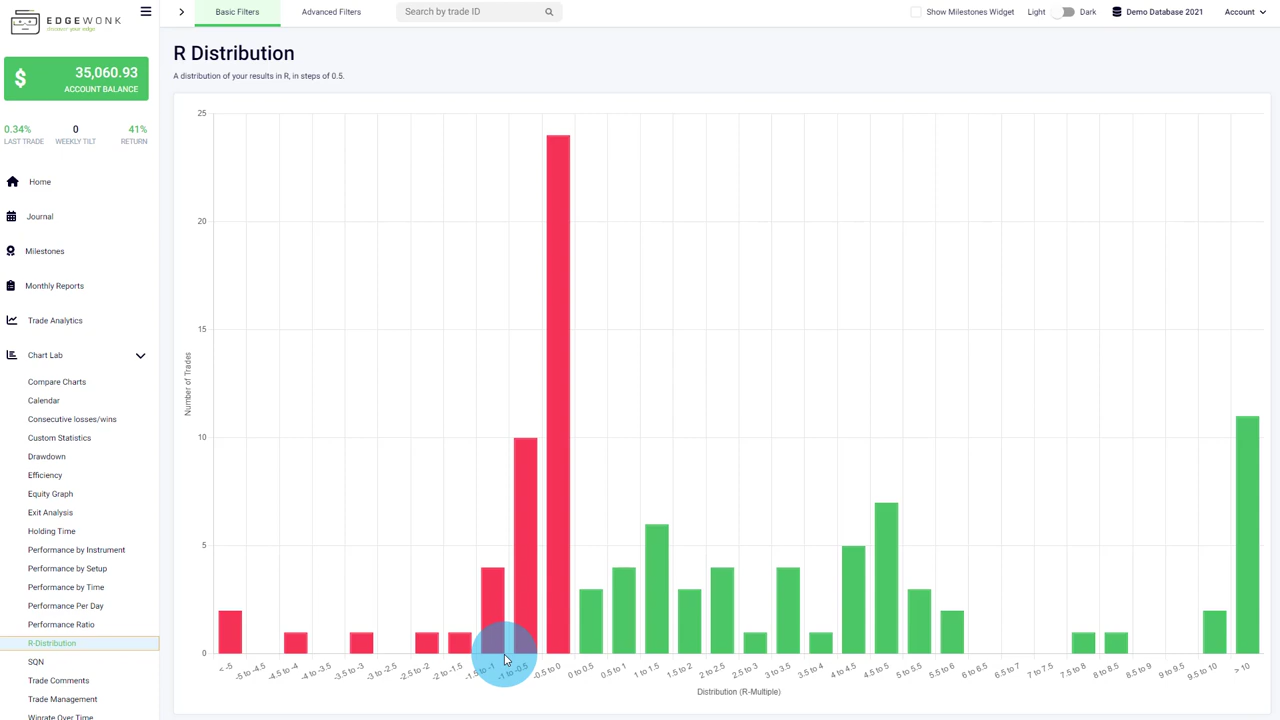 EDGEWONK
discover your edge
Basic Filters
Advanced Filters
Search by trade ID
Show Milestones Widget
Light
Dark
Demo Database 2021
Account
$
35,060.93
ACCOUNT BALANCE
0.34%
LAST TRADE
0
WEEKLY TILT
41%
RETURN
Home
Journal
Milestones
Monthly Reports
Trade Analytics
Chart Lab
Compare Charts
Calendar
Consecutive losses/wins
Custom Statistics
Drawdown
Efficiency
Equity Graph
Exit Analysis
Holding Time
Performance by Instrument
Performance by Setup
Performance by Time
Performance Per Day
Performance Ratio
R-Distribution
SQN
Trade Comments
Trade Management
Winrate Over Time
R Distribution
A distribution of your results in R, in steps of 0.5.
Number of Trades
25
20
15
10
5
0
< -5
-5 to -4.5
-4.5 to -4
-4 to -3.5
-3.5 to -3
-3 to -2.5
-2.5 to -2
-2 to -1.5
-1.5 to -1
-1 to -0.5
-0.5 to 0
0 to 0.5
0.5 to 1
1 to 1.5
1.5 to 2
2 to 2.5
2.5 to 3
3 to 3.5
3.5 to 4
4 to 4.5
4.5 to 5
5 to 5.5
5.5 to 6
6 to 6.5
6.5 to 7
7 to 7.5
7.5 to 8
8 to 8.5
8.5 to 9
9 to 9.5
9.5 to 10
> 10
Distribution (R-Multiple)